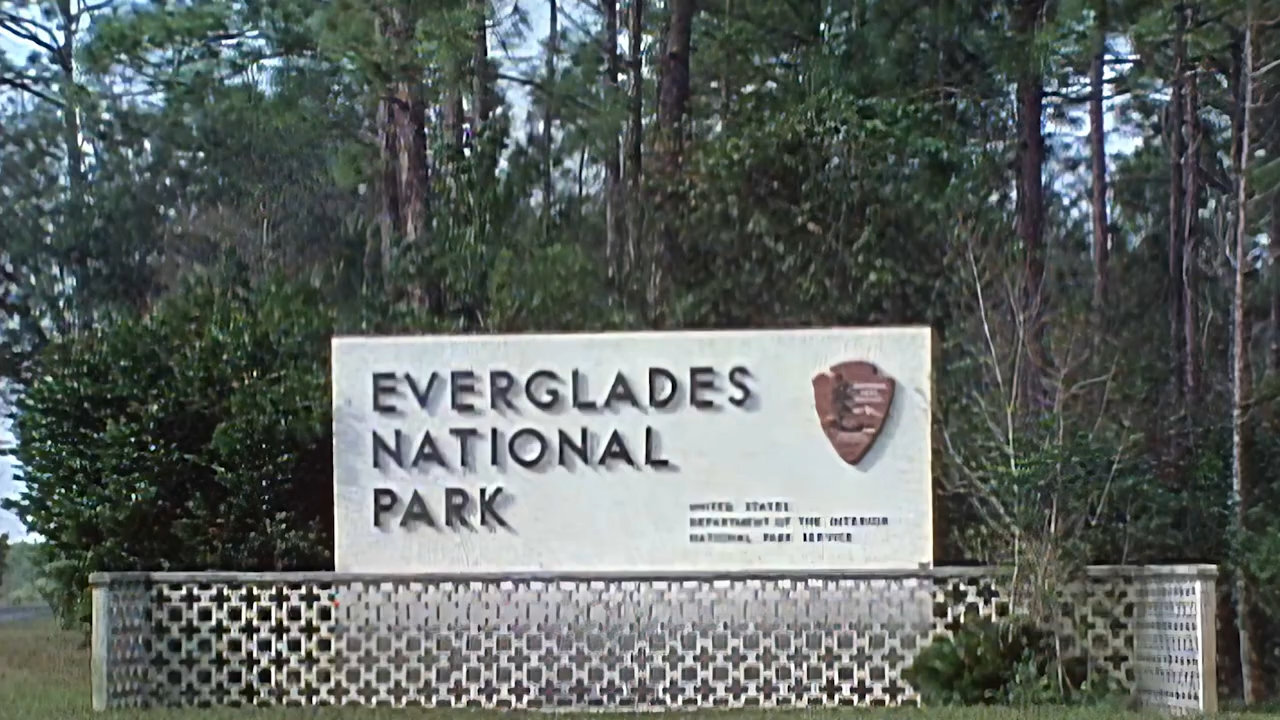 EVERGLADES
NATIONAL
PARK
UNITED STATES
DEPARTMENT OF THE INTERIOR
NATIONAL PARK SERVICE